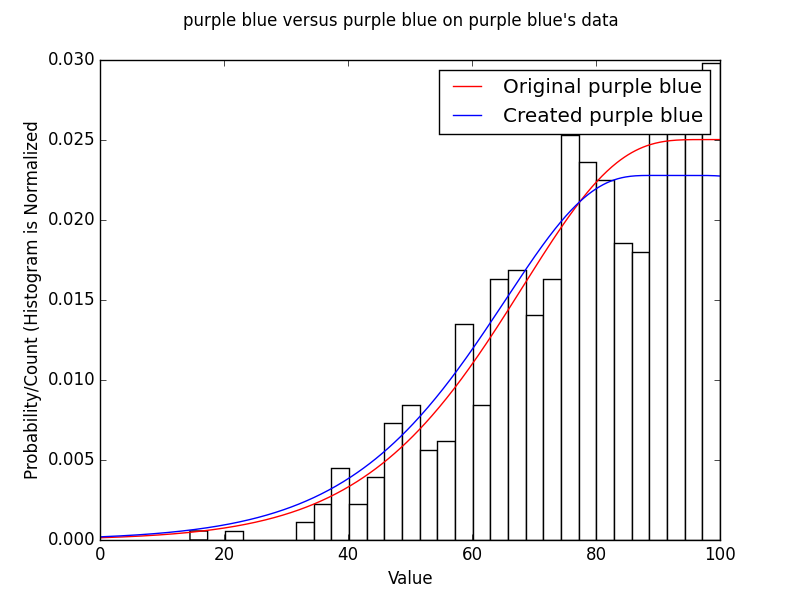 purple blue versus purple blue on purple blue's data
Original purple blue
Created purple blue
Probability/Count (Histogram is Normalized
0.030
0.025
0.020
0.015
0.010
0.005
0.000
0 20 40 60 80 100
Value